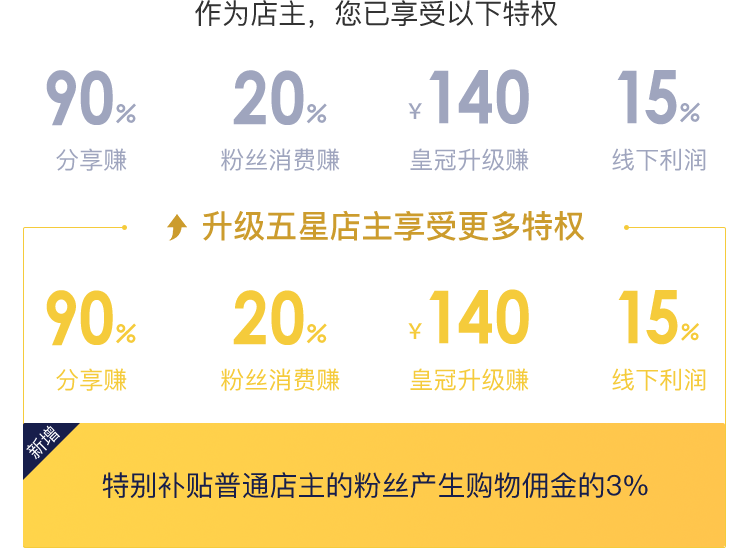 作为店主，您已享受以下特权
90% 20% ¥140 15%
分享赚 粉丝消费赚 皇冠升级赚 线下利润
升级五星店主享受更多特权
90% 20% ¥140 15%
分享赚 粉丝消费赚 皇冠升级赚 线下利润
新增
特别补贴普通店主的粉丝产生购物佣金的3%